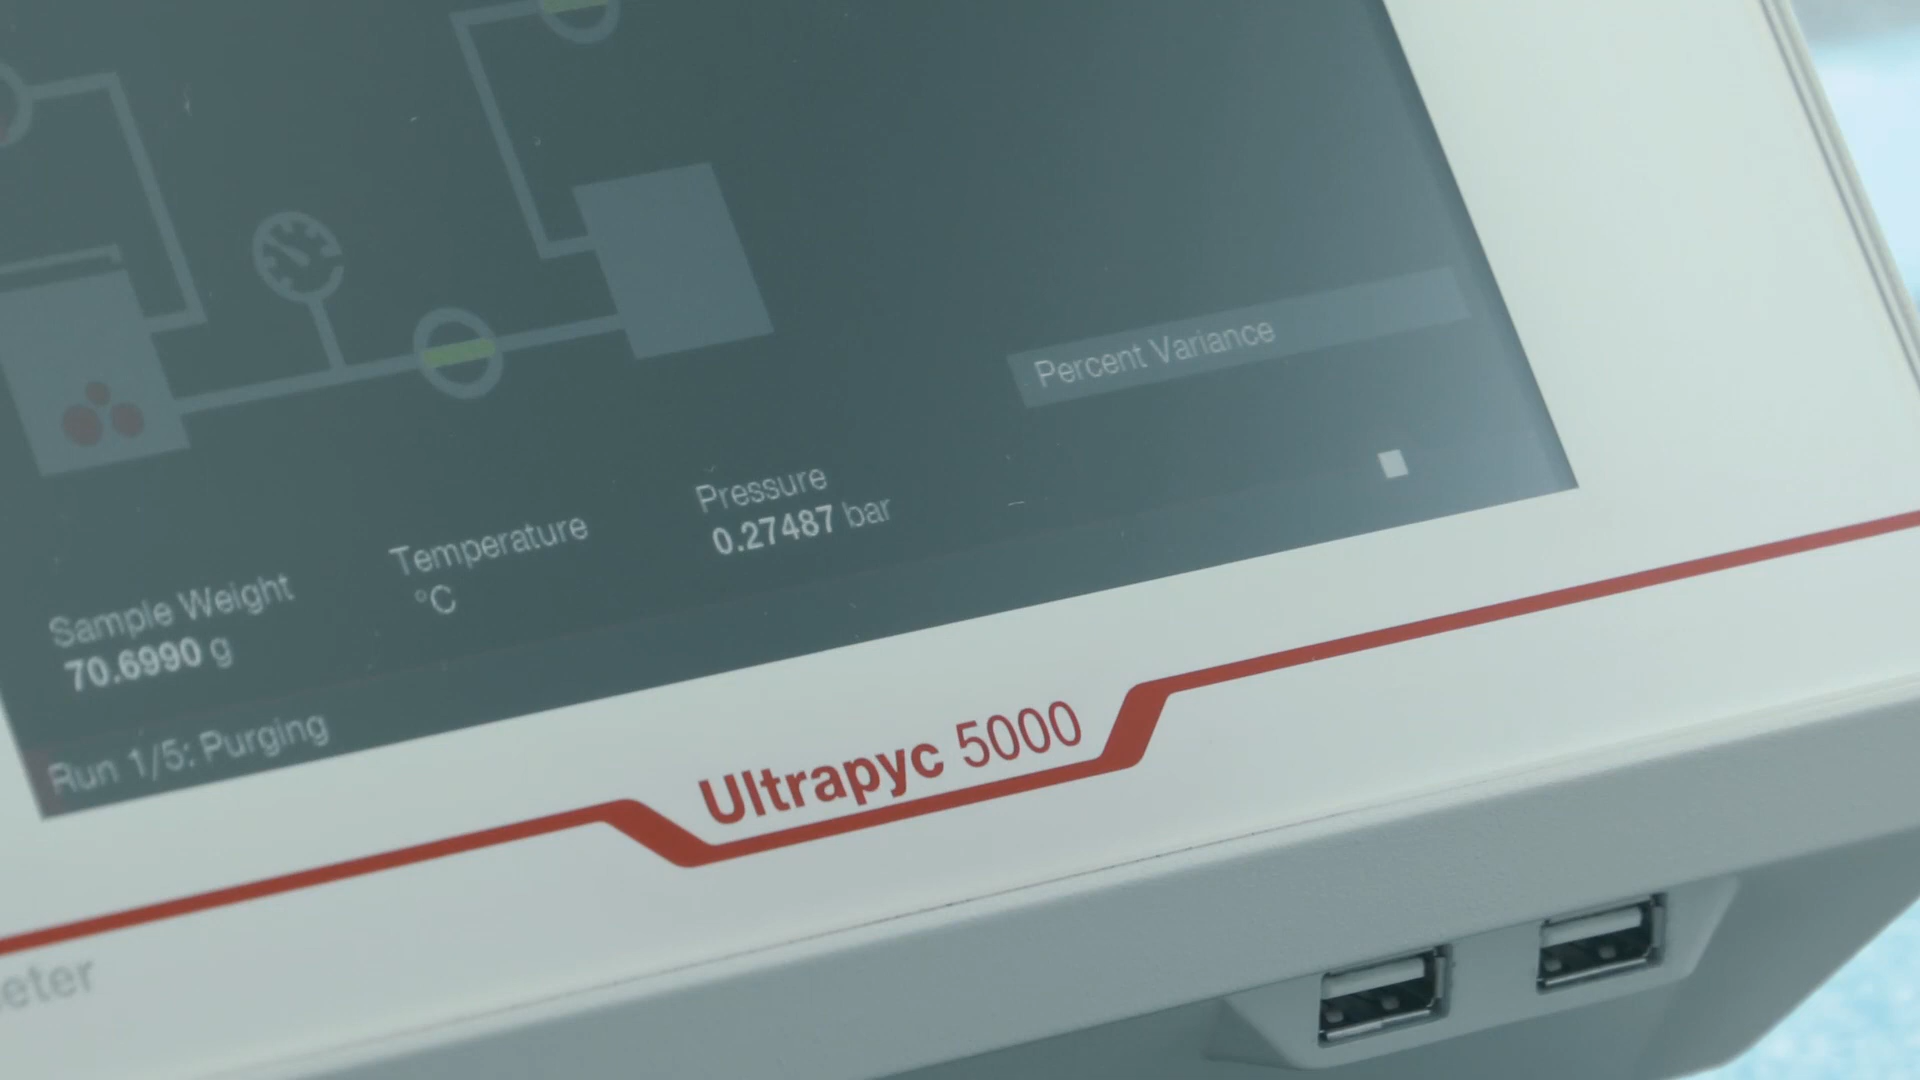 Percent Variance
Pressure
0.27487 bar
Temperature
°C
Sample Weight
70.6990 g
Run 1/5: Purging
Ultrapyc 5000
eter